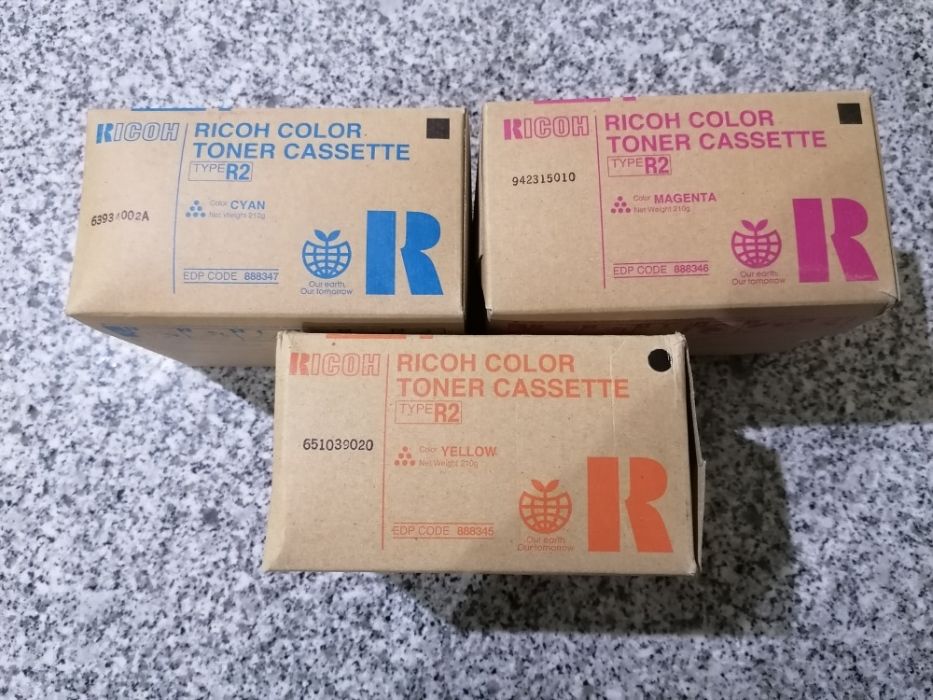 RICOH
RICOH COLOR
TONER CASSETTE
TYPE R2
63934002A
Color CYAN
Net Weight 210g
EDP CODE 888347
Our earth,
Our tomorrow
R
RICOH
RICOH COLOR
TONER CASSETTE
TYPE R2
942315010
Color MAGENTA
Net Weight 210g
EDP CODE 888346
Our earth,
Our tomorrow
R
RICOH
RICOH COLOR
TONER CASSETTE
TYPE R2
651039020
Color YELLOW
Net Weight 210g
EDP CODE 888345
Our earth,
Our tomorrow
R